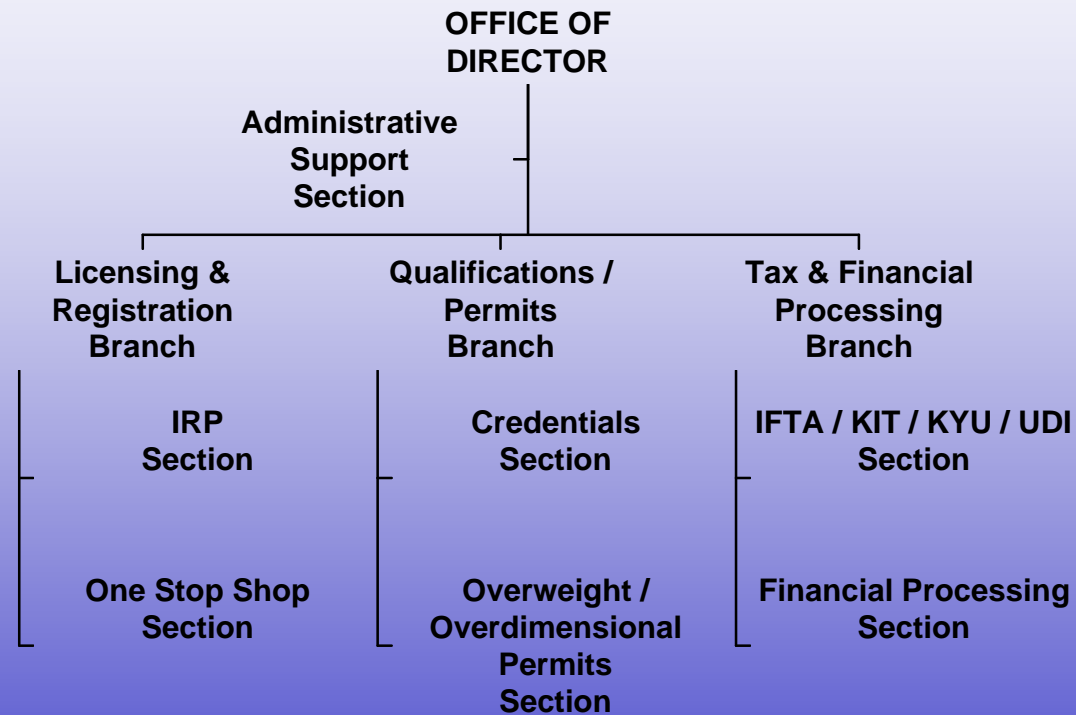 OFFICE OF
DIRECTOR
Administrative
Support
Section
Licensing &
Registration
Branch
Qualifications /
Permits
Branch
Tax & Financial
Processing
Branch
IRP
Section
Credentials
Section
IFTA / KIT / KYU / UDI
Section
One Stop Shop
Section
Overweight /
Overdimensional
Permits
Section
Financial Processing
Section